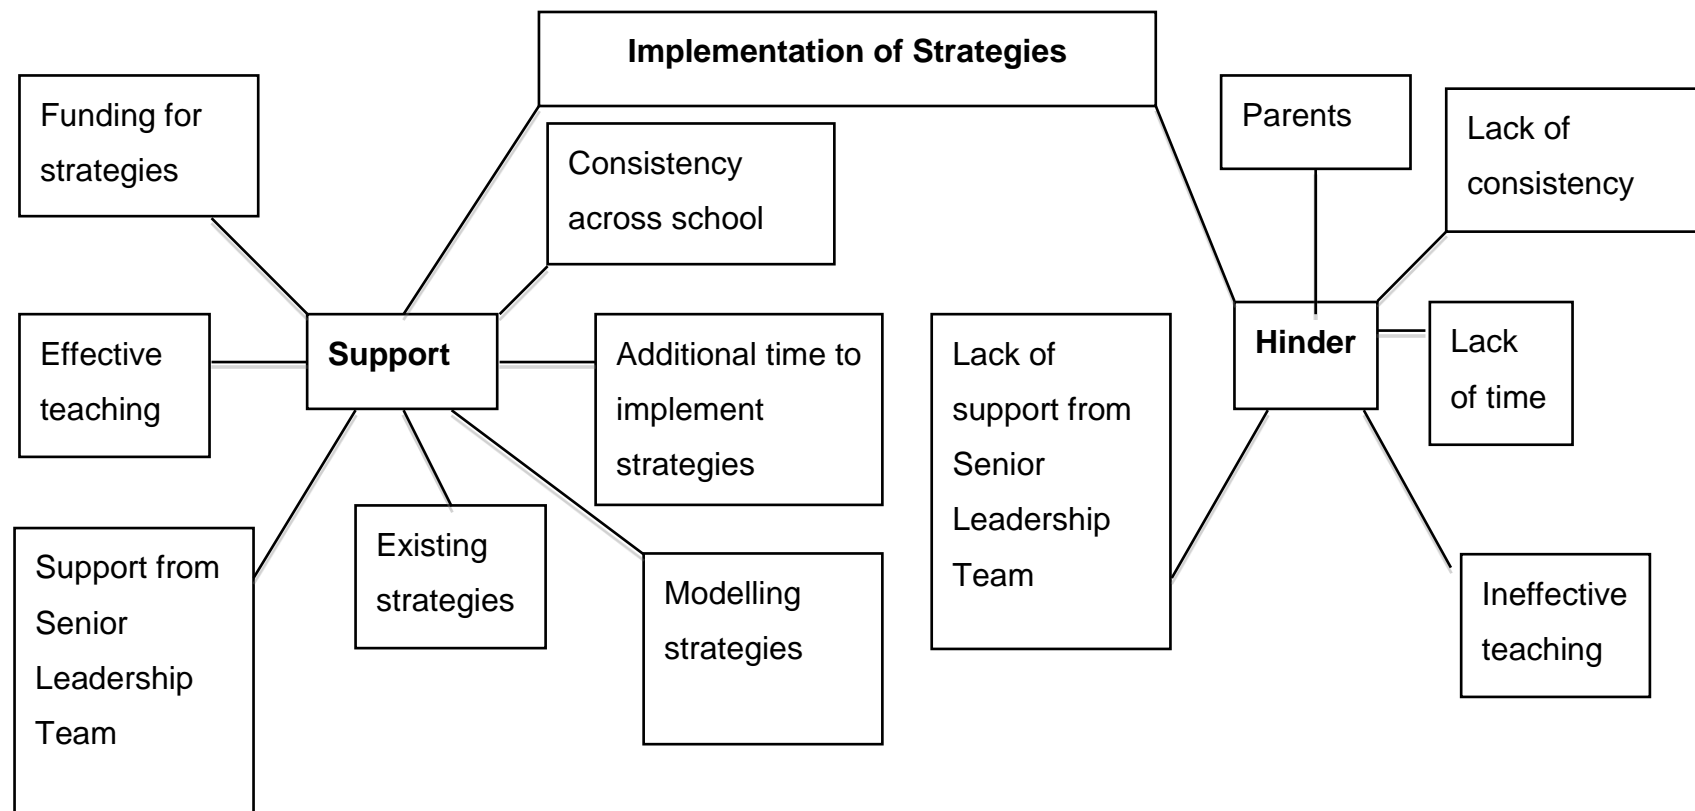 Implementation of Strategies
Funding for
strategies
Consistency
across school
Parents
Lack of
consistency
Effective
teaching
Support
Additional time to
implement
strategies
Lack of
support from
Senior
Leadership
Team
Hinder
Lack
of time
Support from
Senior
Leadership
Team
Existing
strategies
Modelling
strategies
Ineffective
teaching